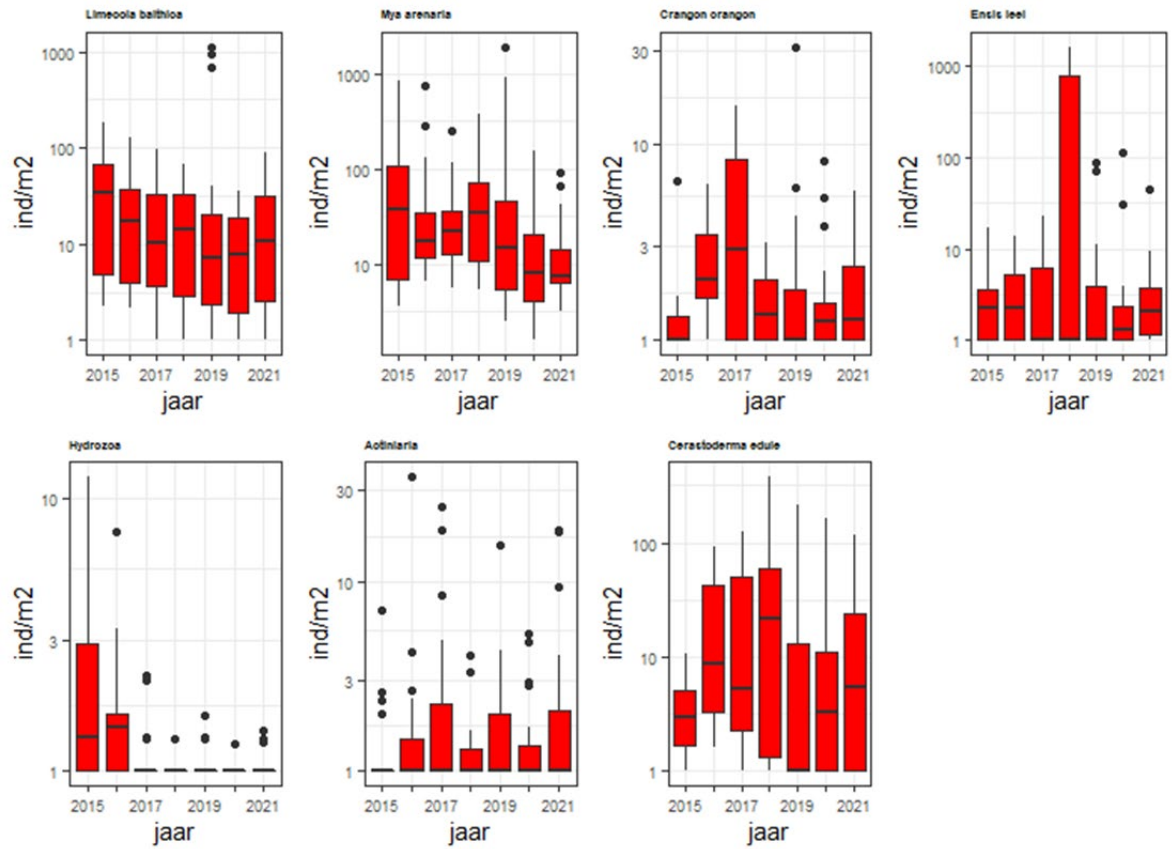 Limecola balthica
Mya arenaria
Crangon crangon
Ensis leei
ind/m2
1000
100
10
1
2015 2017 2019 2021
jaar
ind/m2
1000
100
10
2015 2017 2019 2021
jaar
ind/m2
30
10
3
1
2015 2017 2019 2021
jaar
ind/m2
1000
100
10
1
2015 2017 2019 2021
jaar
Hydrozoa
Actiniaria
Cerastoderma edule
ind/m2
10
3
1
2015 2017 2019 2021
jaar
ind/m2
30
10
3
1
2015 2017 2019 2021
jaar
ind/m2
100
10
1
2015 2017 2019 2021
jaar